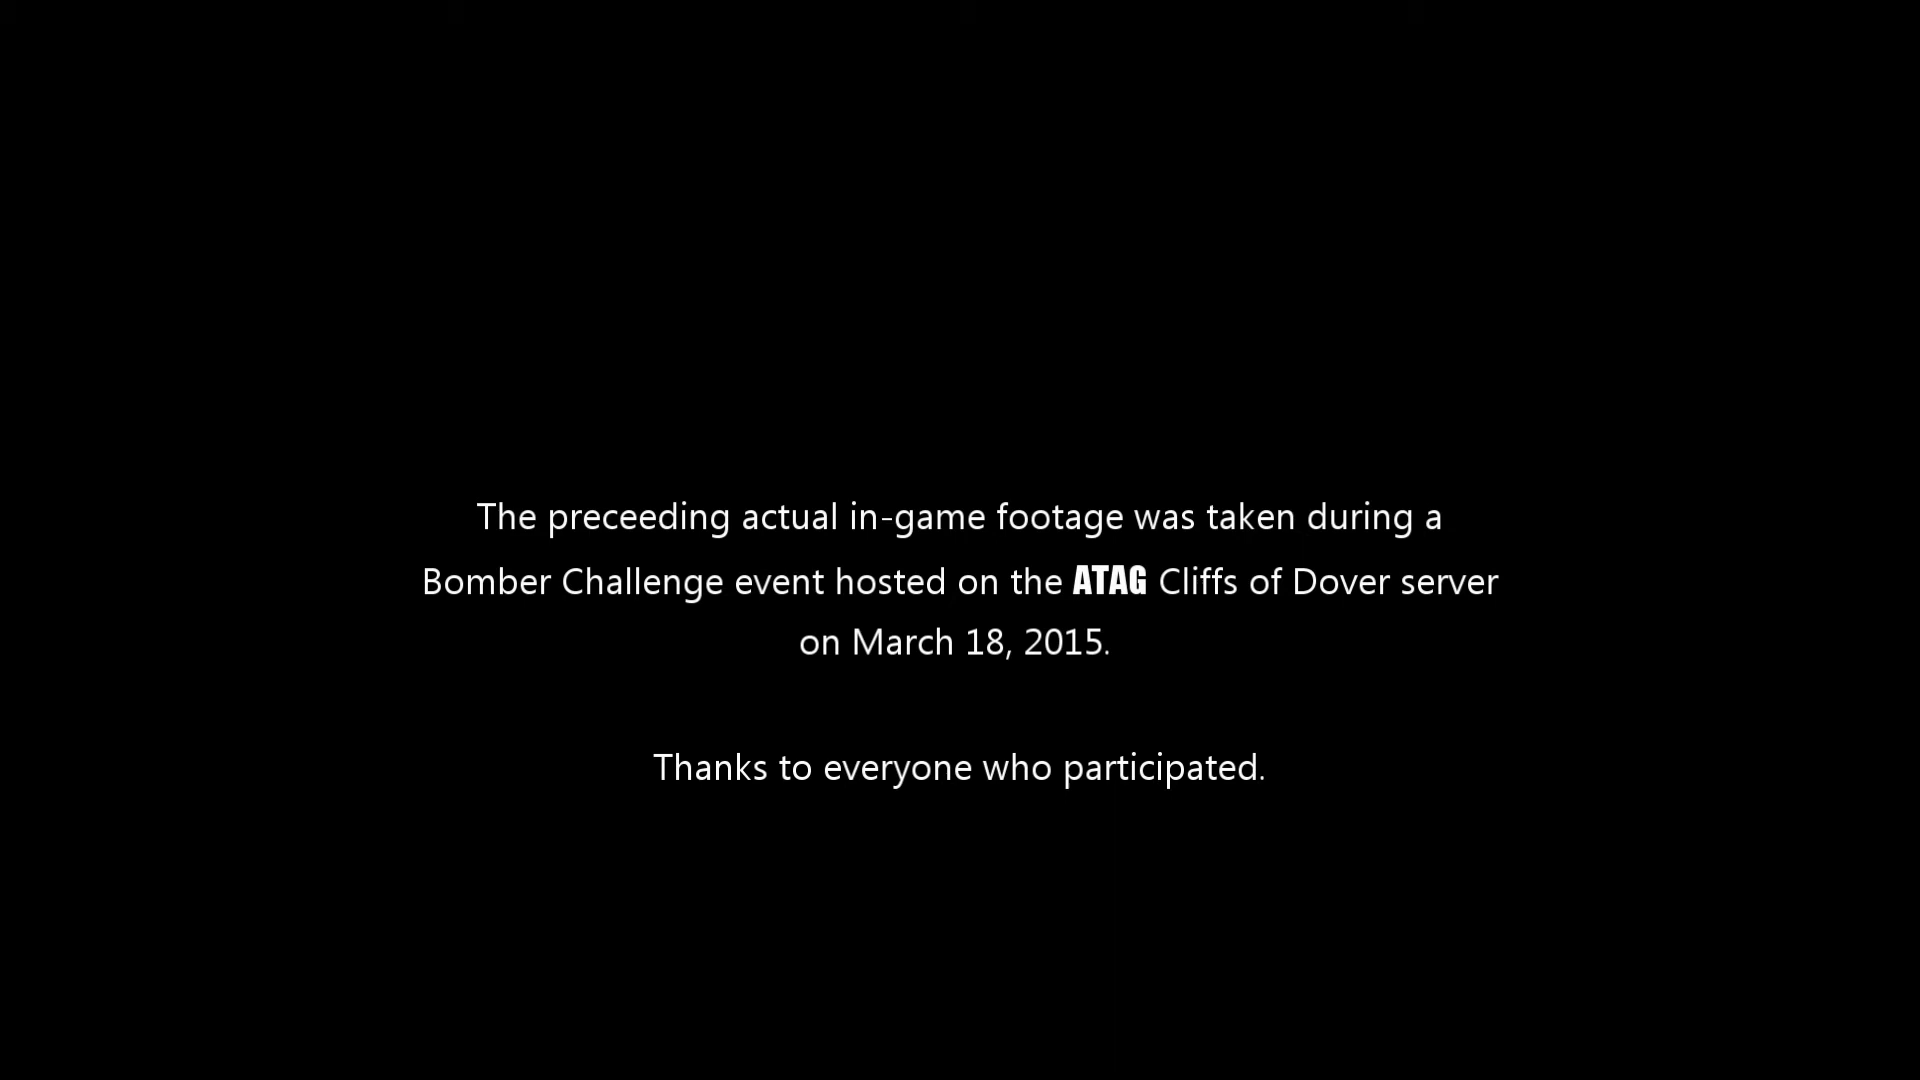 The preceeding actual in-game footage was taken during a
Bomber Challenge event hosted on the ATAG Cliffs of Dover server
on March 18, 2015.
Thanks to everyone who participated.